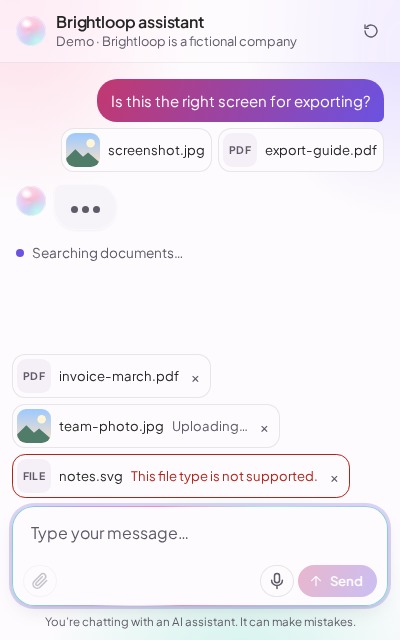 Brightloop assistant
Demo · Brightloop is a fictional company
Is this the right screen for exporting?
screenshot.jpg
PDF export-guide.pdf
Searching documents…
PDF invoice-march.pdf ×
team-photo.jpg Uploading… ×
FILE notes.svg This file type is not supported. ×
Type your message…
Send
You're chatting with an AI assistant. It can make mistakes.